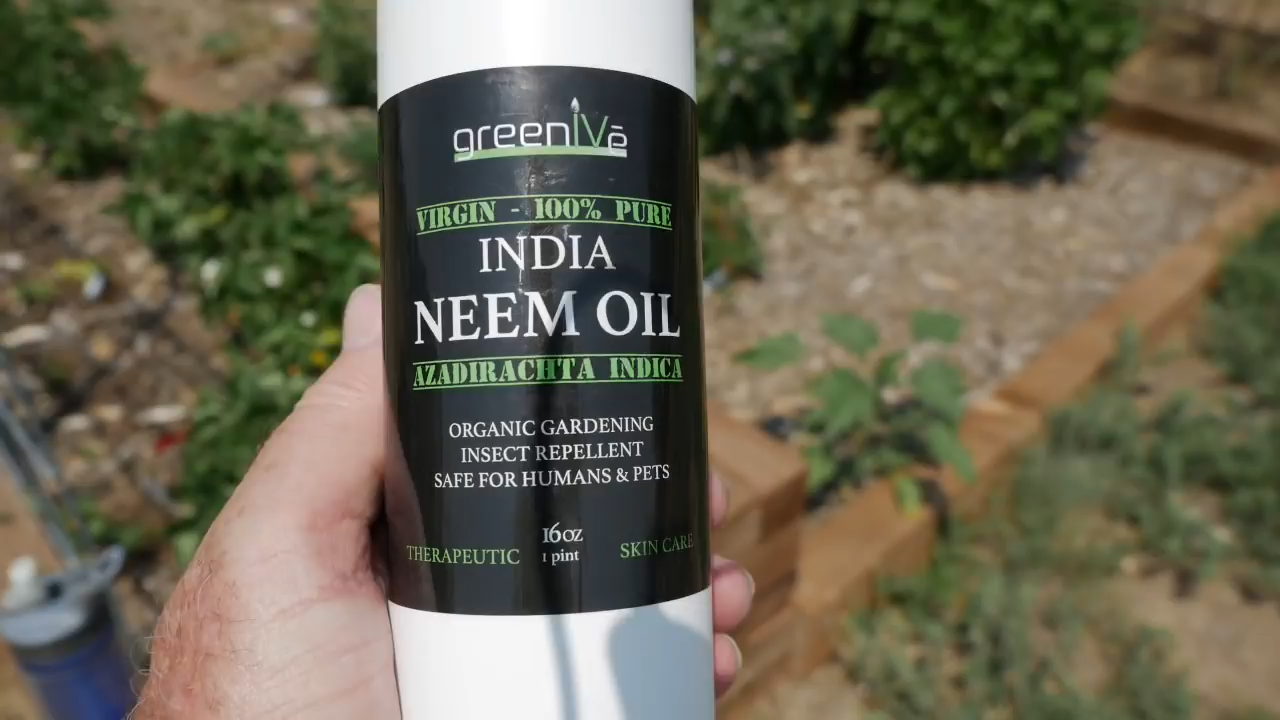 greenIVē
VIRGIN - 100% PURE
INDIA
NEEM OIL
AZADIRACHTA INDICA
ORGANIC GARDENING
INSECT REPELLENT
SAFE FOR HUMANS & PETS
16oz
1 pint
THERAPEUTIC
SKIN CARE